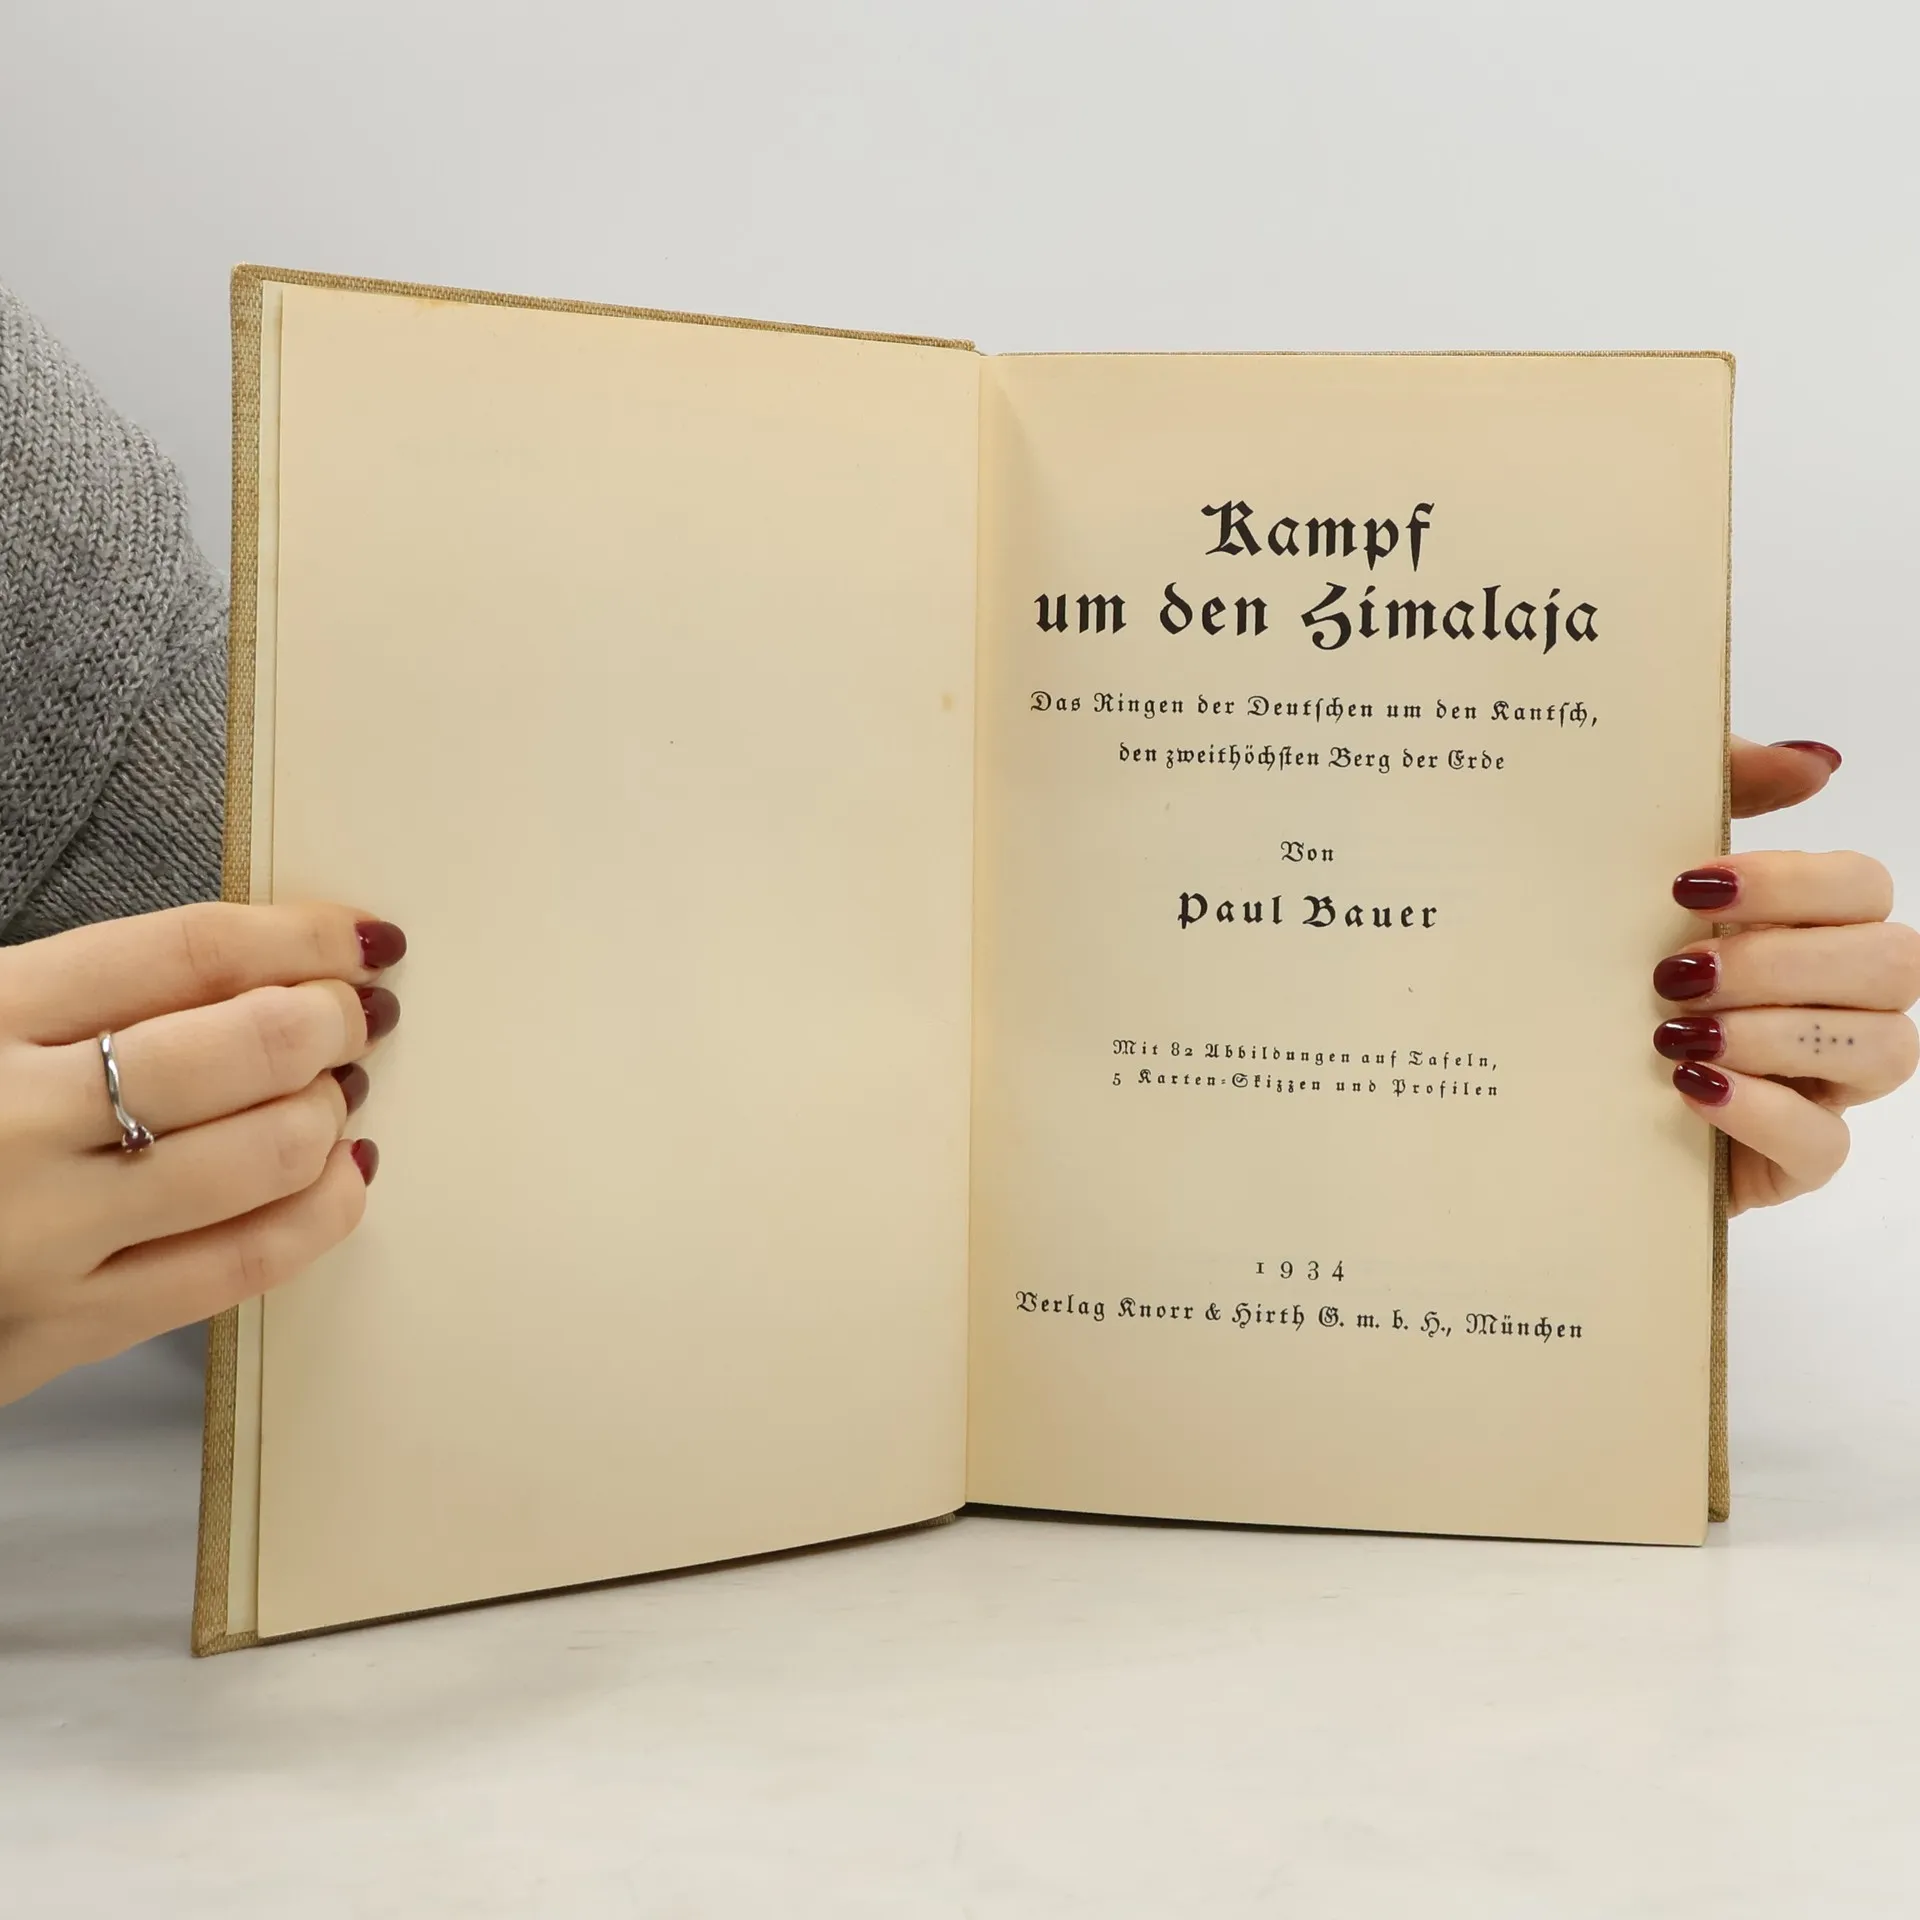 Kampf
um den Himalaja
Das Ringen der Deutschen um den Kantsch,
den zweithöchsten Berg der Erde
Von
Paul Bauer
Mit 82 Abbildungen auf Tafeln,
5 Karten-Skizzen und Profilen
1934
Verlag Knorr & Hirth G. m. b. H., München